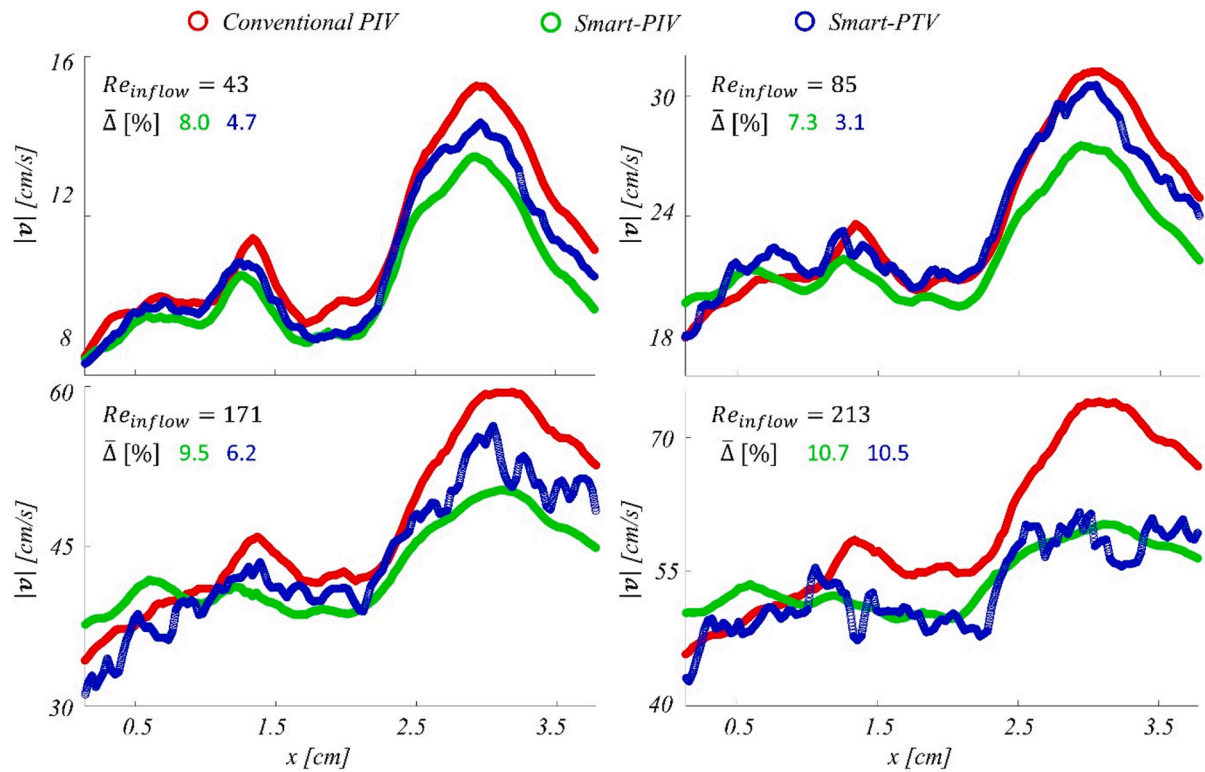 Conventional PIV Smart-PIV Smart-PTV
Re_inflow = 43
Δ̄ [%] 8.0 4.7
16
12
8
|v| [cm/s]
Re_inflow = 85
Δ̄ [%] 7.3 3.1
30
24
18
|v| [cm/s]
Re_inflow = 171
Δ̄ [%] 9.5 6.2
60
45
30
|v| [cm/s]
0.5 1.5 2.5 3.5
x [cm]
Re_inflow = 213
Δ̄ [%] 10.7 10.5
70
55
40
|v| [cm/s]
0.5 1.5 2.5 3.5
x [cm]